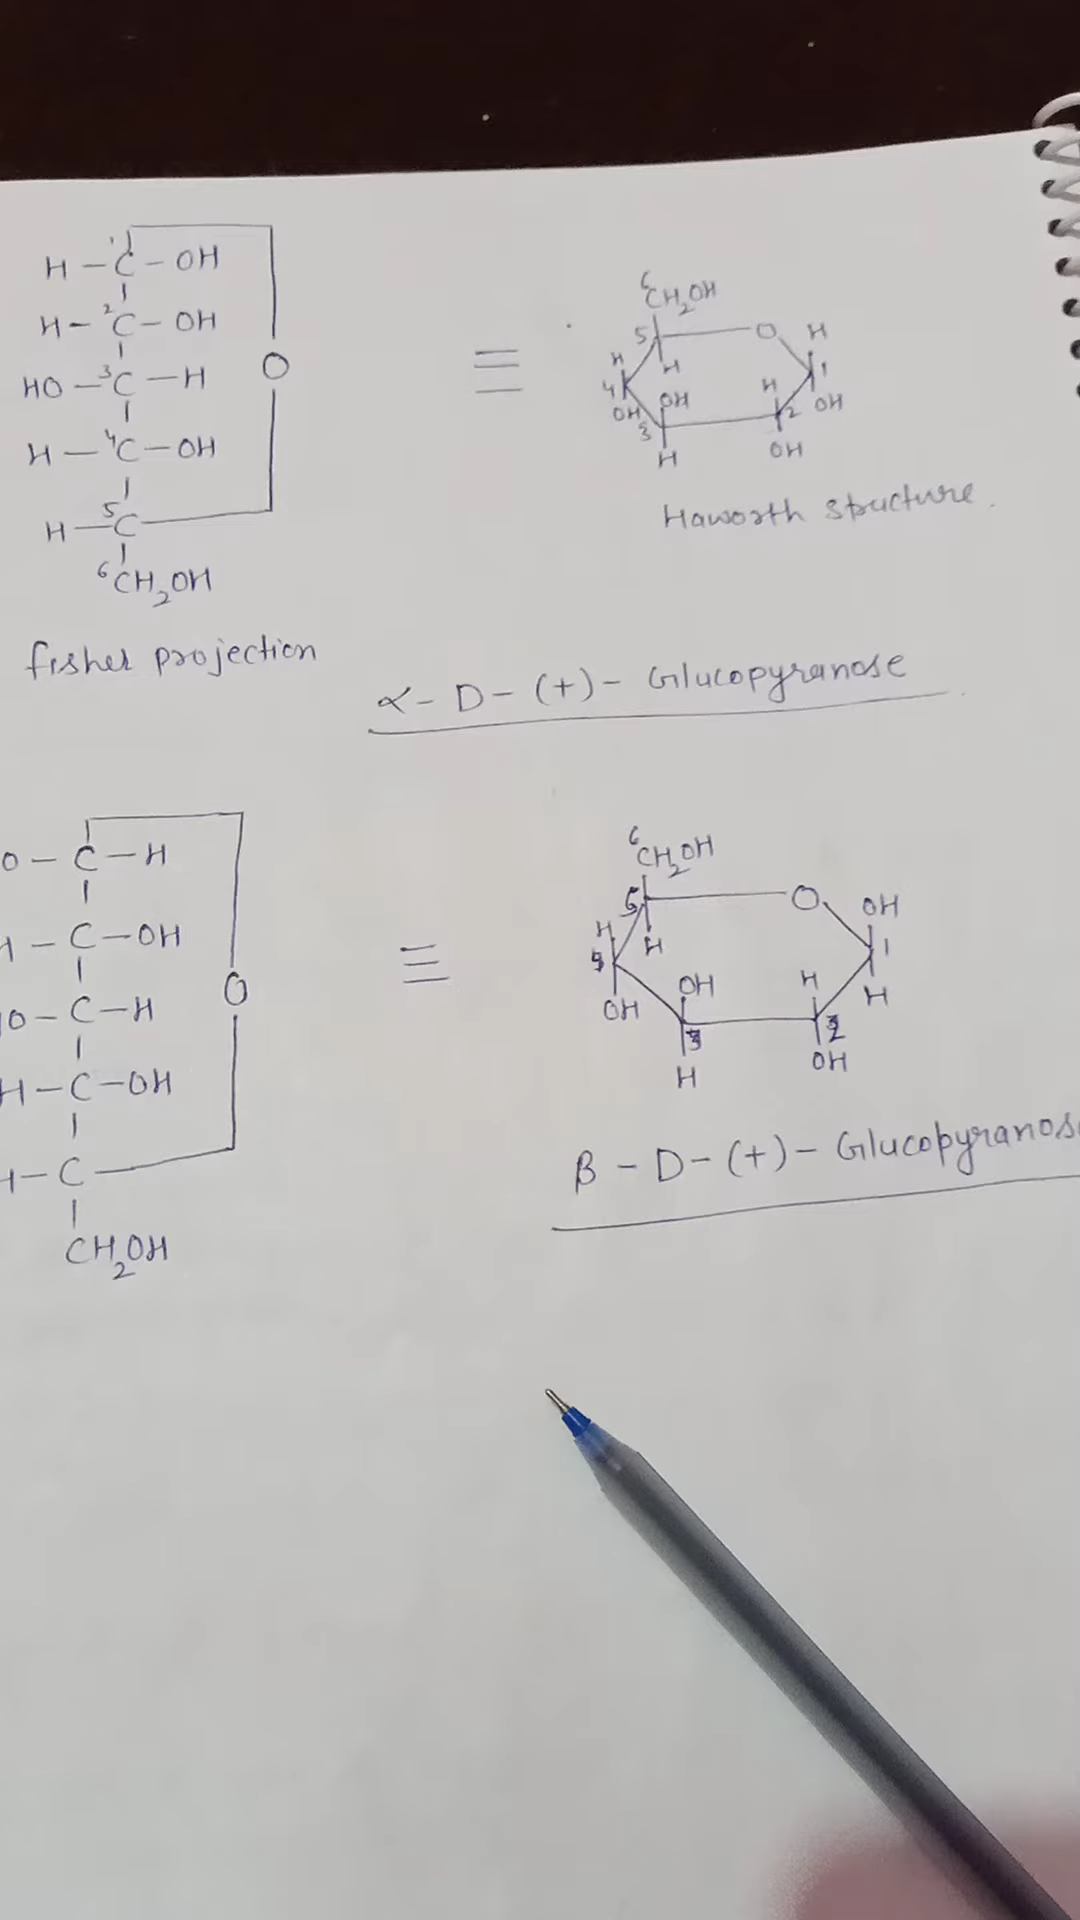 H – ¹C – OH
H – ²C – OH
HO – ³C – H
H – ⁴C – OH
H – ⁵C
⁶CH₂OH
O
fisher projection
≡
⁶CH₂OH
5 O H
H H 1
4 OH H
OH 3 2 OH
H OH
Haworth structure.
α - D - (+) - Glucopyranose
O – C – H
H – C – OH
O – C – H
H – C – OH
H – C
CH₂OH
O
≡
⁶CH₂OH
5 O OH
H H 1
4 OH H H
OH 3 2
H OH
β - D - (+) - Glucopyranos